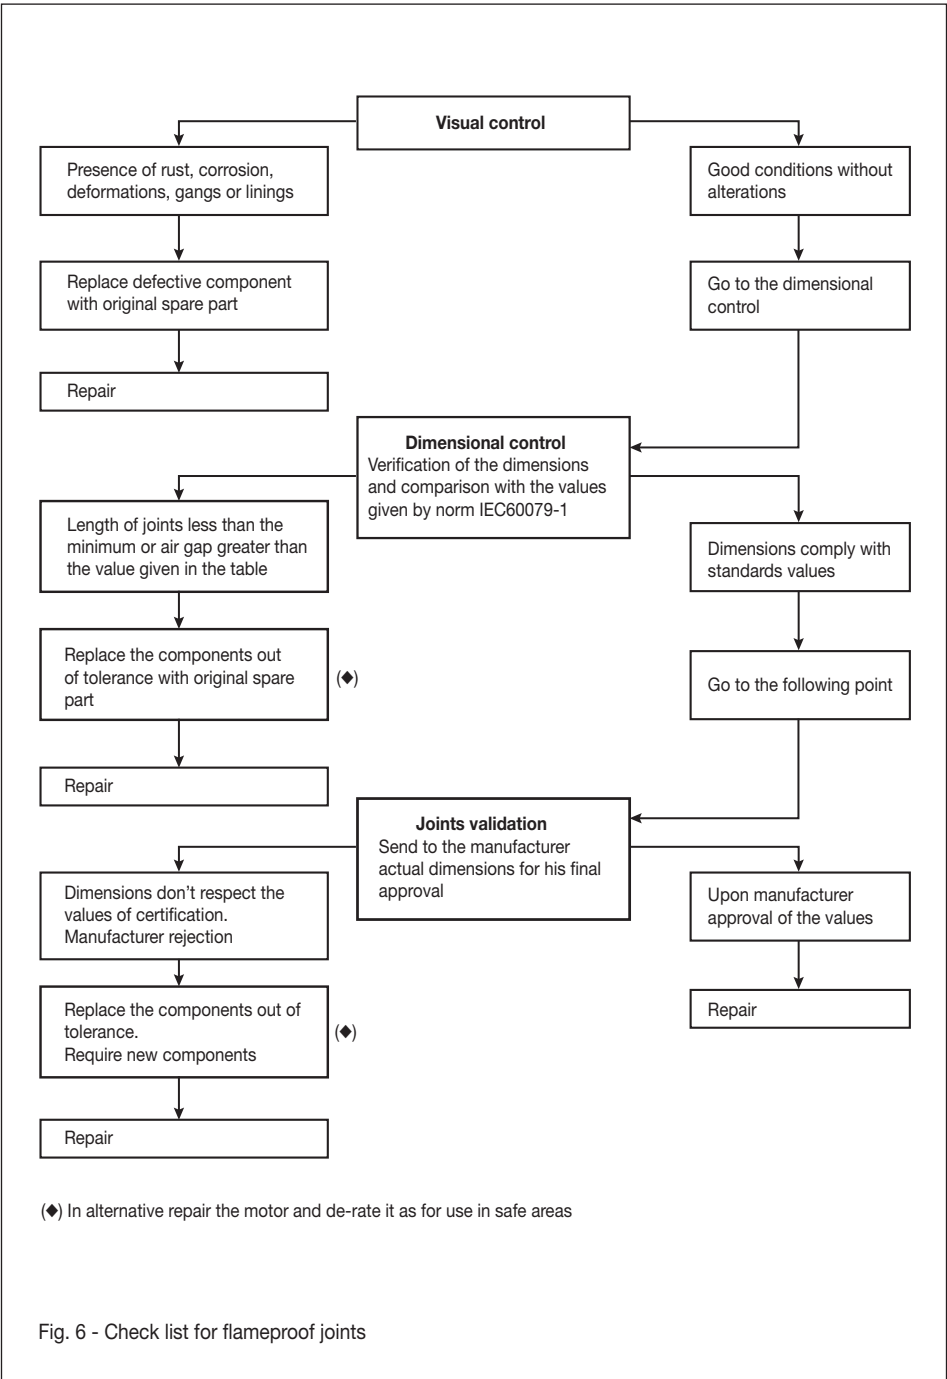 Visual control
Presence of rust, corrosion,
deformations, gangs or linings
Good conditions without
alterations
Replace defective component
with original spare part
Go to the dimensional
control
Repair
Dimensional control
Verification of the dimensions
and comparison with the values
given by norm IEC60079-1
Length of joints less than the
minimum or air gap greater than
the value given in the table
Dimensions comply with
standards values
Replace the components out
of tolerance with original spare
part
(◆)
Go to the following point
Repair
Joints validation
Send to the manufacturer
actual dimensions for his final
approval
Dimensions don't respect the
values of certification.
Manufacturer rejection
Upon manufacturer
approval of the values
Replace the components out of
tolerance.
Require new components
(◆)
Repair
Repair
(◆) In alternative repair the motor and de-rate it as for use in safe areas
Fig. 6 - Check list for flameproof joints